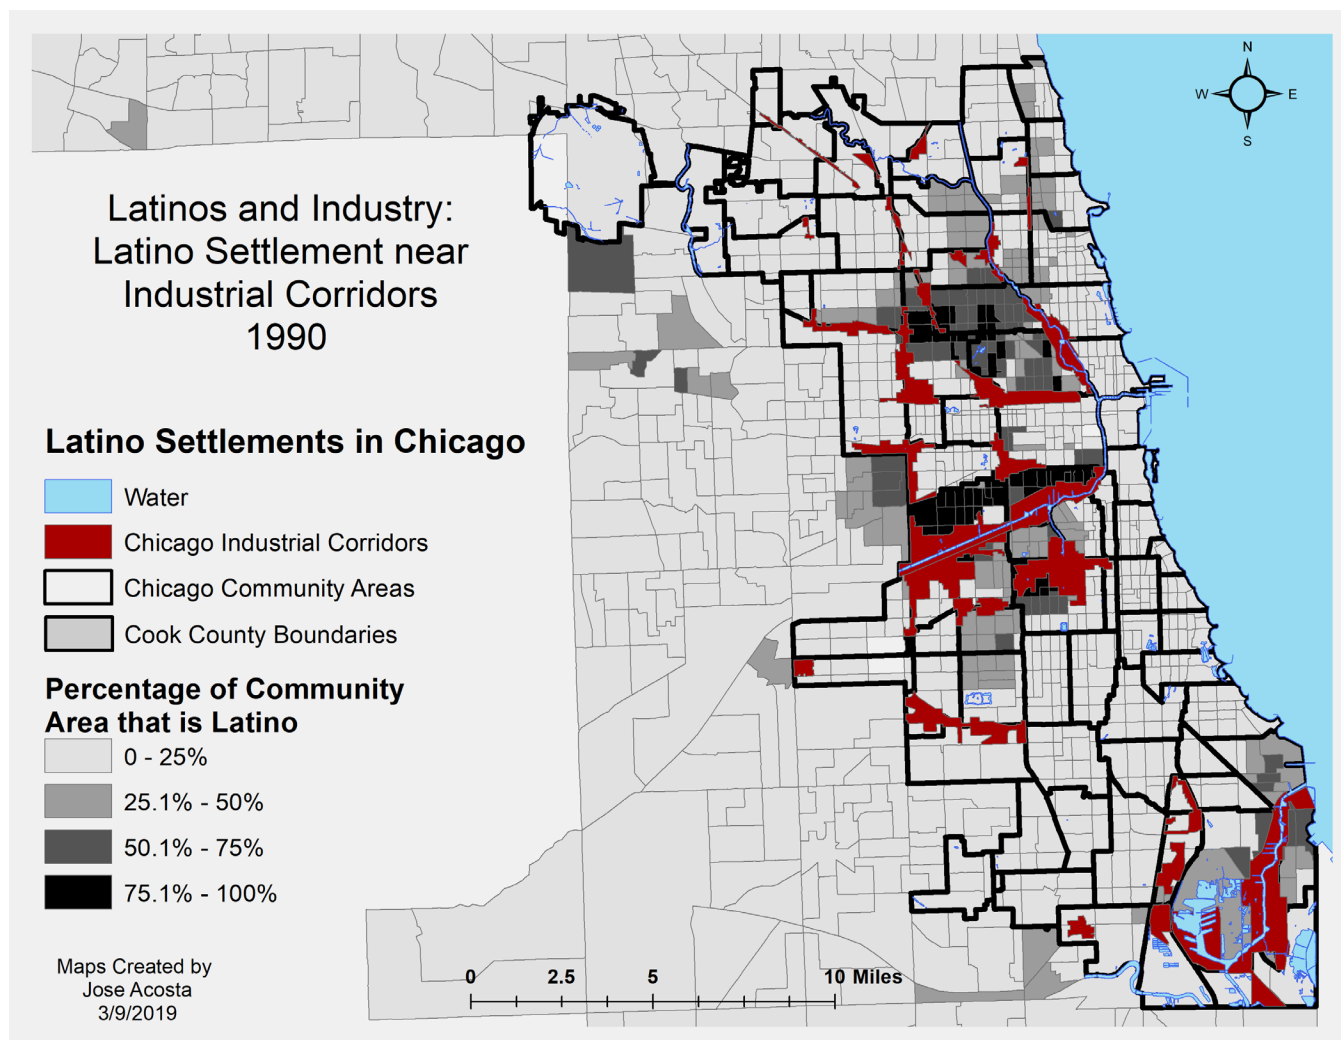 Latinos and Industry:
Latino Settlement near
Industrial Corridors
1990
N
W
E
S
Latino Settlements in Chicago
Water
Chicago Industrial Corridors
Chicago Community Areas
Cook County Boundaries
Percentage of Community
Area that is Latino
0 - 25%
25.1% - 50%
50.1% - 75%
75.1% - 100%
Maps Created by
Jose Acosta
3/9/2019
0 2.5 5 10 Miles